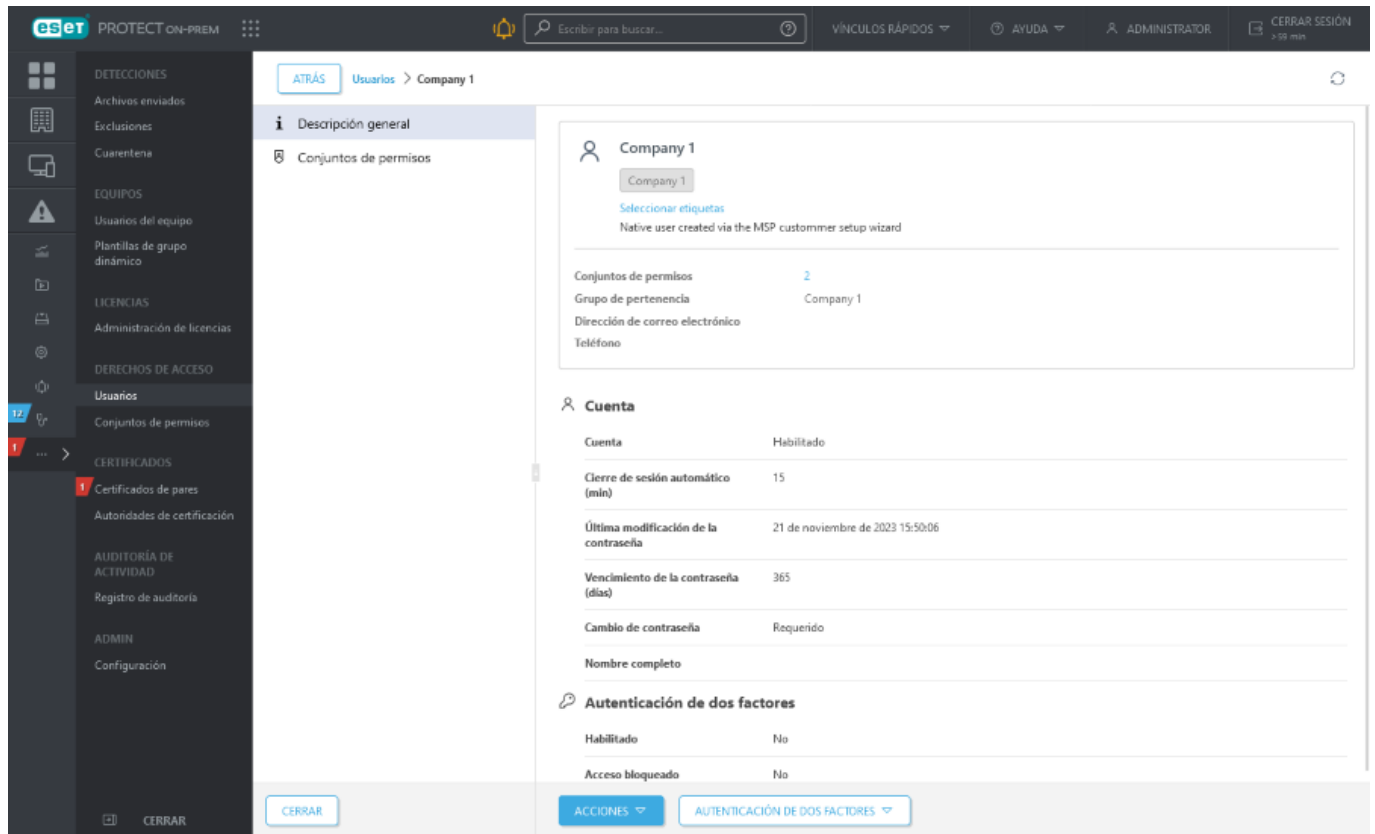 eset PROTECT ON-PREM
Escribir para buscar...
VÍNCULOS RÁPIDOS
AYUDA
ADMINISTRATOR
CERRAR SESIÓN
> 59 min
12
1
DETECCIONES
Archivos enviados
Exclusiones
Cuarentena
EQUIPOS
Usuarios del equipo
Plantillas de grupo
dinámico
LICENCIAS
Administración de licencias
DERECHOS DE ACCESO
Usuarios
Conjuntos de permisos
CERTIFICADOS
1 Certificados de pares
Autoridades de certificación
AUDITORÍA DE
ACTIVIDAD
Registro de auditoría
ADMIN
Configuración
CERRAR
ATRÁS Usuarios > Company 1
Descripción general
Conjuntos de permisos
CERRAR
Company 1
Company 1
Seleccionar etiquetas
Native user created via the MSP custommer setup wizard
Conjuntos de permisos 2
Grupo de pertenencia Company 1
Dirección de correo electrónico
Teléfono
Cuenta
Cuenta Habilitado
Cierre de sesión automático 15
(min)
Última modificación de la 21 de noviembre de 2023 15:50:06
contraseña
Vencimiento de la contraseña 365
(días)
Cambio de contraseña Requerido
Nombre completo
Autenticación de dos factores
Habilitado No
Acceso bloqueado No
ACCIONES
AUTENTICACIÓN DE DOS FACTORES